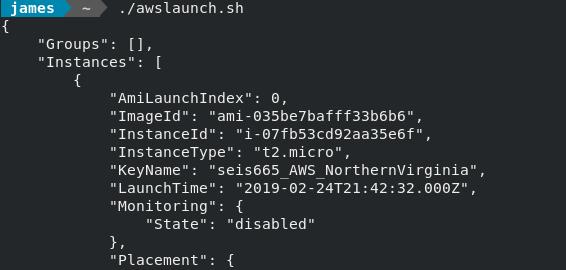 james ~ ./awslaunch.sh
{
    "Groups": [],
    "Instances": [
        {
            "AmiLaunchIndex": 0,
            "ImageId": "ami-035be7bafff33b6b6",
            "InstanceId": "i-07fb53cd92aa35e6f",
            "InstanceType": "t2.micro",
            "KeyName": "seis665_AWS_NorthernVirginia",
            "LaunchTime": "2019-02-24T21:42:32.000Z",
            "Monitoring": {
                "State": "disabled"
            },
            "Placement": {